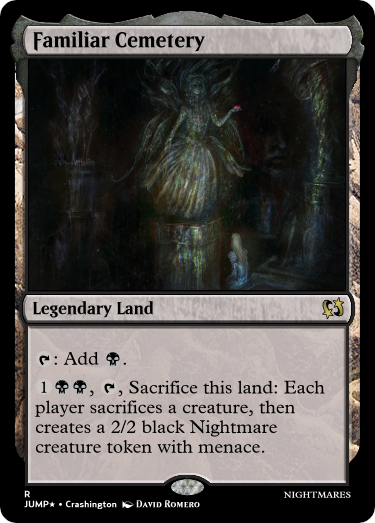 Familiar Cemetery
Legendary Land
: Add .
1 , , Sacrifice this land: Each
player sacrifices a creature, then
creates a 2/2 black Nightmare
creature token with menace.
R
JUMP★ • Crashington DAVID ROMERO
NIGHTMARES